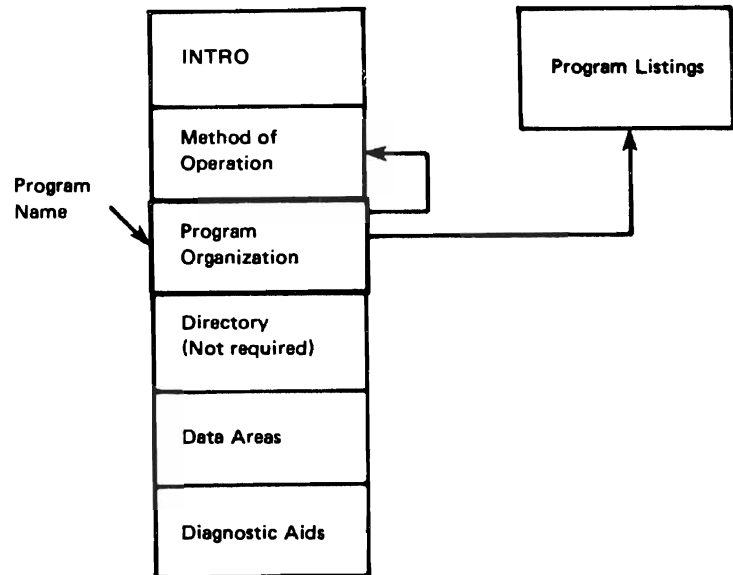 INTRO
Program Listings
Method of
Operation
Program
Name
Program
Organization
Directory
(Not required)
Data Areas
Diagnostic Aids